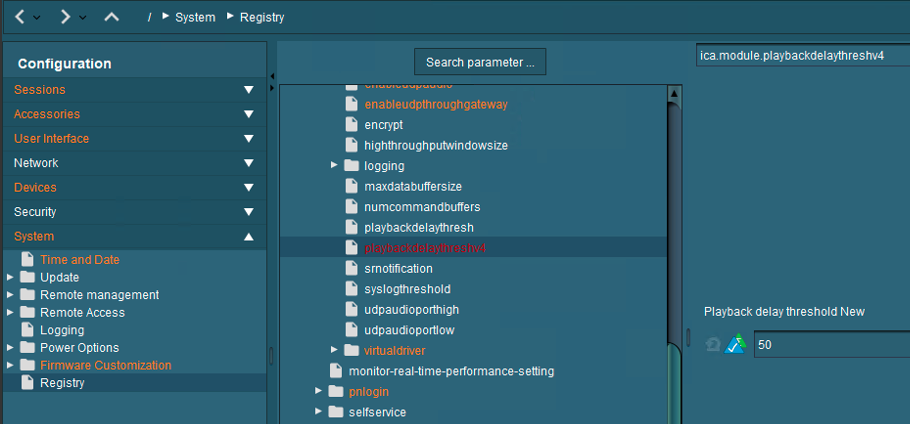 / System Registry
Configuration
Sessions
Accessories
User Interface
Network
Devices
Security
System
Time and Date
Update
Remote management
Remote Access
Logging
Power Options
Firmware Customization
Registry
Search parameter ...
enableudpaudio
enableudpthroughgateway
encrypt
highthroughputwindowsize
logging
maxdatabuffersize
numcommandbuffers
playbackdelaythresh
playbackdelaythreshv4
srnotification
syslogthreshold
udpaudioporthigh
udpaudioportlow
virtualdriver
monitor-real-time-performance-setting
pnlogin
selfservice
ica.module.playbackdelaythreshv4
Playback delay threshold New
50